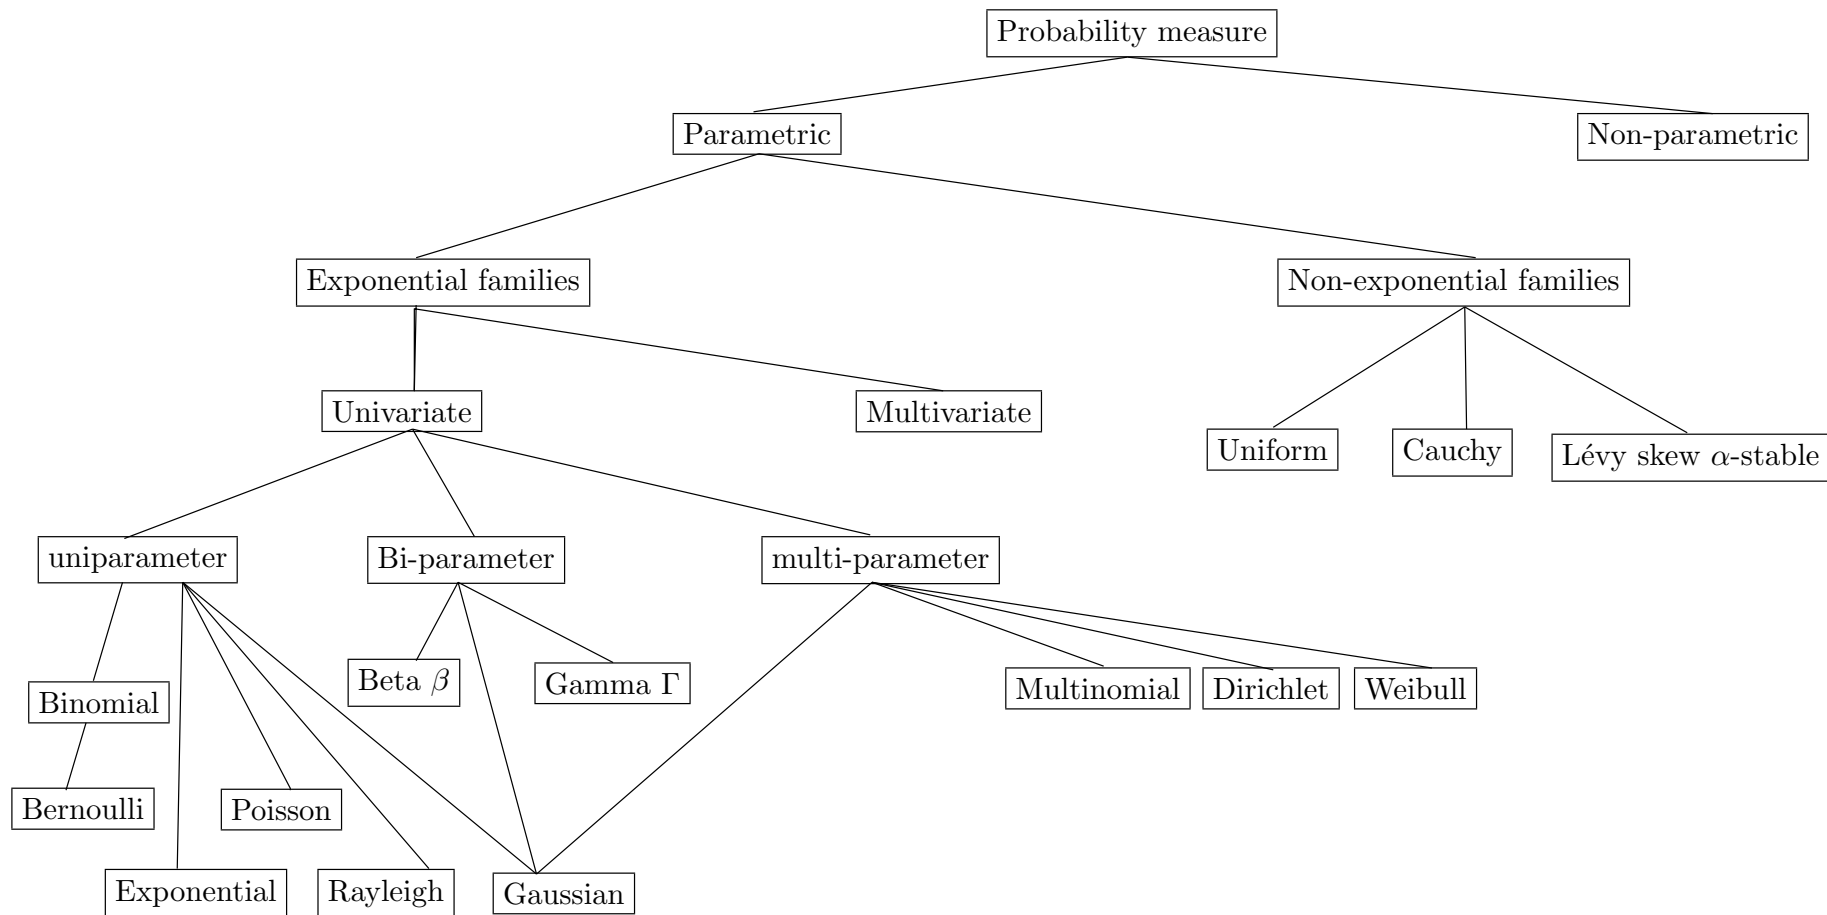 Probability measure
Parametric
Non-parametric
Exponential families
Non-exponential families
Univariate
Multivariate
Uniform
Cauchy
Lévy skew α-stable
uniparameter
Bi-parameter
multi-parameter
Binomial
Beta β
Gamma Γ
Multinomial
Dirichlet
Weibull
Bernoulli
Poisson
Exponential
Rayleigh
Gaussian